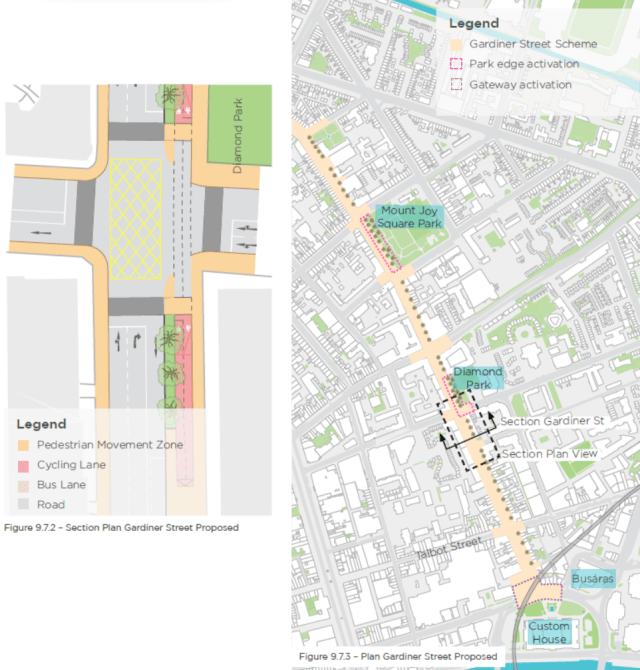 Diamond Park
Legend
Pedestrian Movement Zone
Cycling Lane
Bus Lane
Road
Figure 9.7.2 – Section Plan Gardiner Street Proposed
Legend
Gardiner Street Scheme
Park edge activation
Gateway activation
Mount Joy
Square Park
Diamond
Park
Section Gardiner St
Section Plan View
Talbot Street
Busáras
Custom
House
Figure 9.7.3 – Plan Gardiner Street Proposed